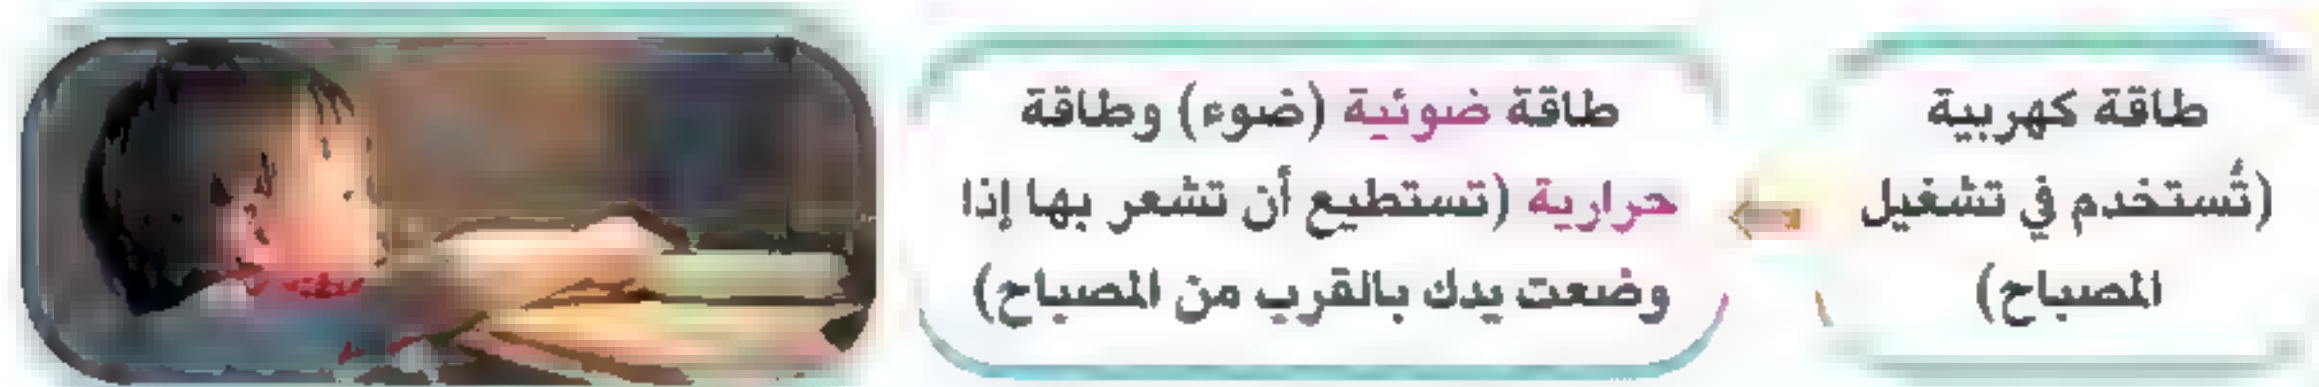 طاقة كهربية
(تُستخدم في تشغيل
المصباح)
طاقة ضوئية (ضوء) وطاقة
حرارية (تستطيع أن تشعر بها إذا
وضعت يدك بالقرب من المصباح)